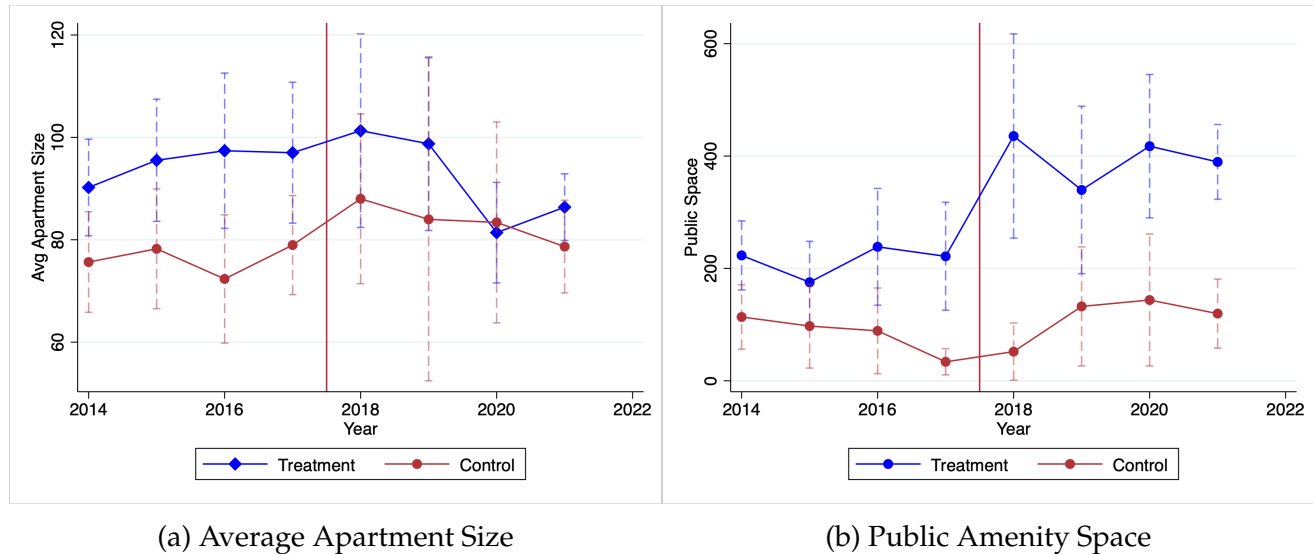 120
100
80
60
Avg Apartment Size
2014 2016 2018 2020 2022
Year
Treatment Control
(a) Average Apartment Size
600
400
200
0
Public Space
2014 2016 2018 2020 2022
Year
Treatment Control
(b) Public Amenity Space